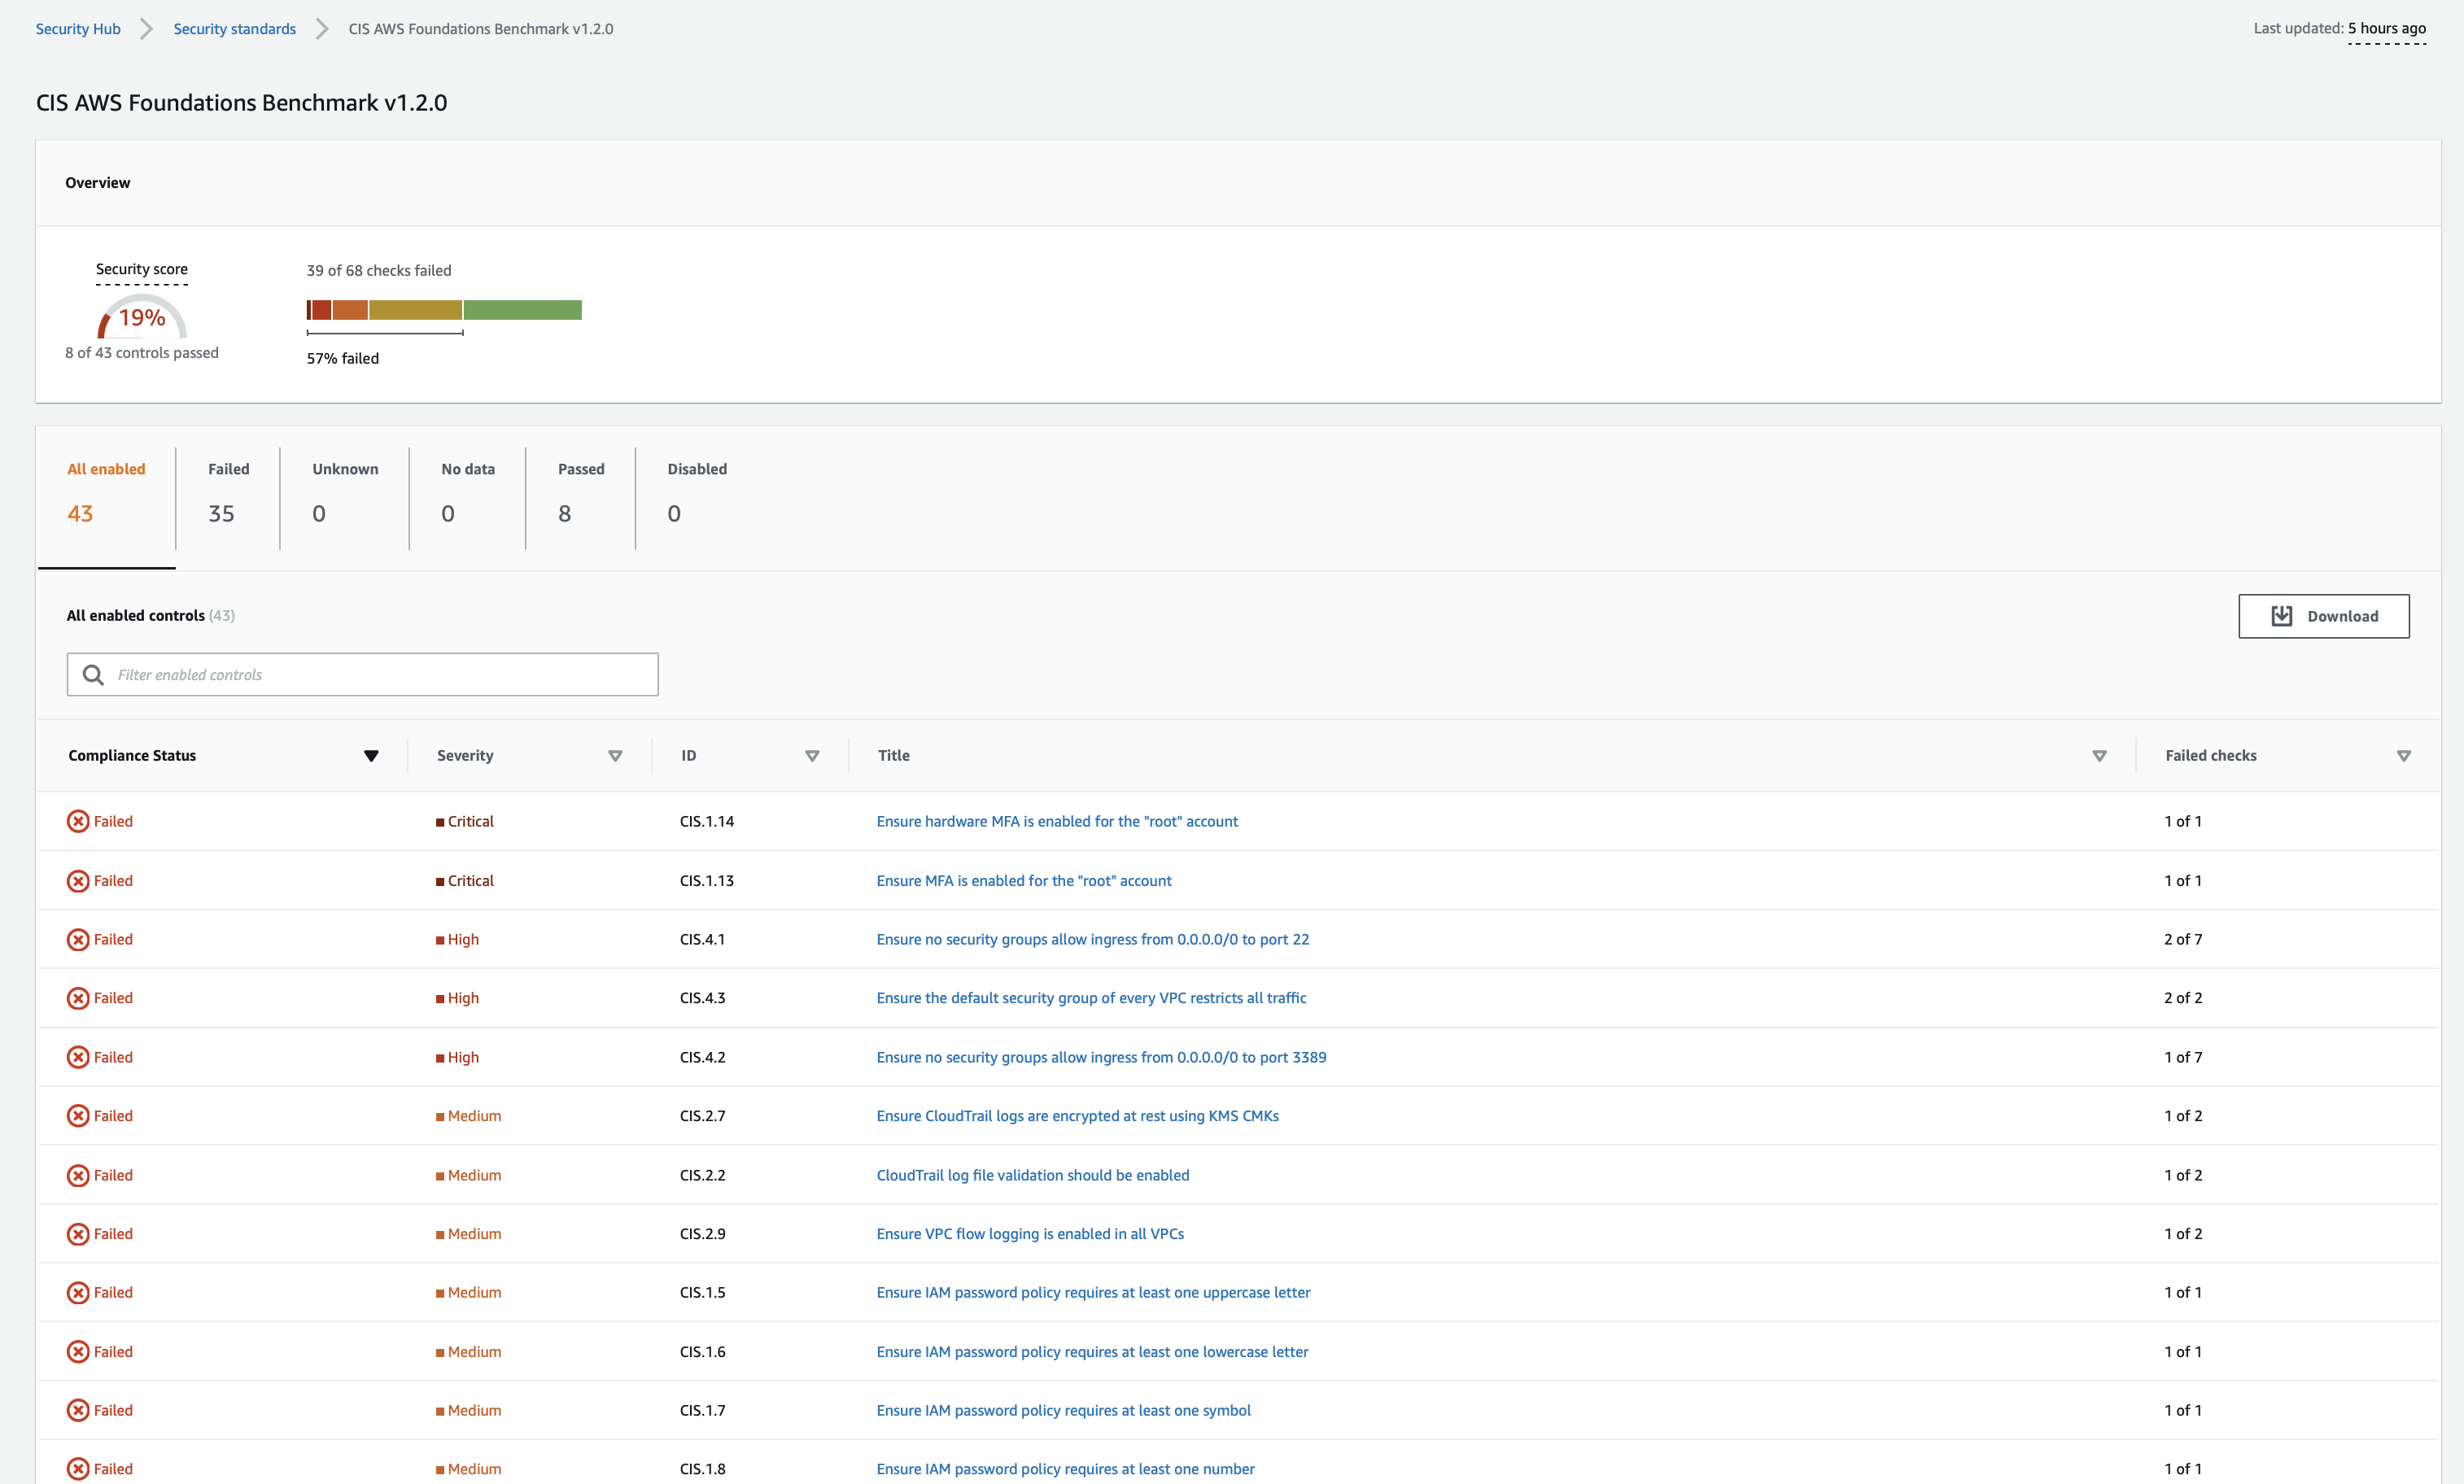 Security Hub Security standards CIS AWS Foundations Benchmark v1.2.0 Last updated: 5 hours ago
CIS AWS Foundations Benchmark v1.2.0
Overview
Security score
19%
8 of 43 controls passed
39 of 68 checks failed
57% failed
All enabled Failed Unknown No data Passed Disabled
43 35 0 0 8 0
All enabled controls (43) Download
Filter enabled controls
Compliance Status Severity ID Title Failed checks
Failed Critical CIS.1.14 Ensure hardware MFA is enabled for the "root" account 1 of 1
Failed Critical CIS.1.13 Ensure MFA is enabled for the "root" account 1 of 1
Failed High CIS.4.1 Ensure no security groups allow ingress from 0.0.0.0/0 to port 22 2 of 7
Failed High CIS.4.3 Ensure the default security group of every VPC restricts all traffic 2 of 2
Failed High CIS.4.2 Ensure no security groups allow ingress from 0.0.0.0/0 to port 3389 1 of 7
Failed Medium CIS.2.7 Ensure CloudTrail logs are encrypted at rest using KMS CMKs 1 of 2
Failed Medium CIS.2.2 CloudTrail log file validation should be enabled 1 of 2
Failed Medium CIS.2.9 Ensure VPC flow logging is enabled in all VPCs 1 of 2
Failed Medium CIS.1.5 Ensure IAM password policy requires at least one uppercase letter 1 of 1
Failed Medium CIS.1.6 Ensure IAM password policy requires at least one lowercase letter 1 of 1
Failed Medium CIS.1.7 Ensure IAM password policy requires at least one symbol 1 of 1
Failed Medium CIS.1.8 Ensure IAM password policy requires at least one number 1 of 1